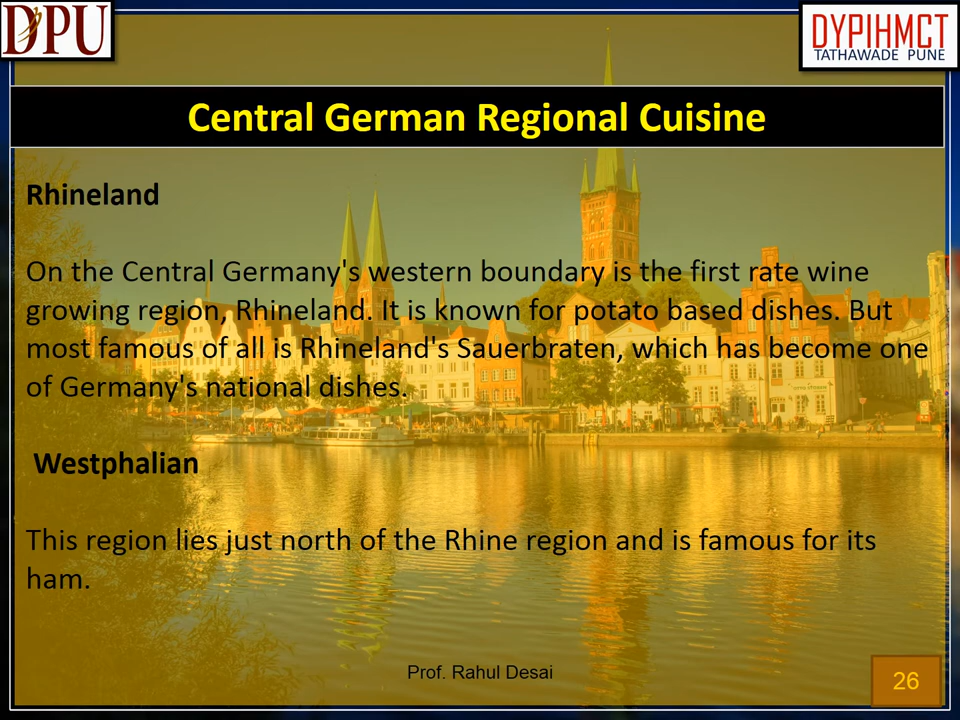 DPU
DYPIHMCT
TATHAWADE PUNE
Central German Regional Cuisine
Rhineland
On the Central Germany's western boundary is the first rate wine
growing region, Rhineland. It is known for potato based dishes. But
most famous of all is Rhineland's Sauerbraten, which has become one
of Germany's national dishes.
Westphalian
This region lies just north of the Rhine region and is famous for its
ham.
Prof. Rahul Desai
26